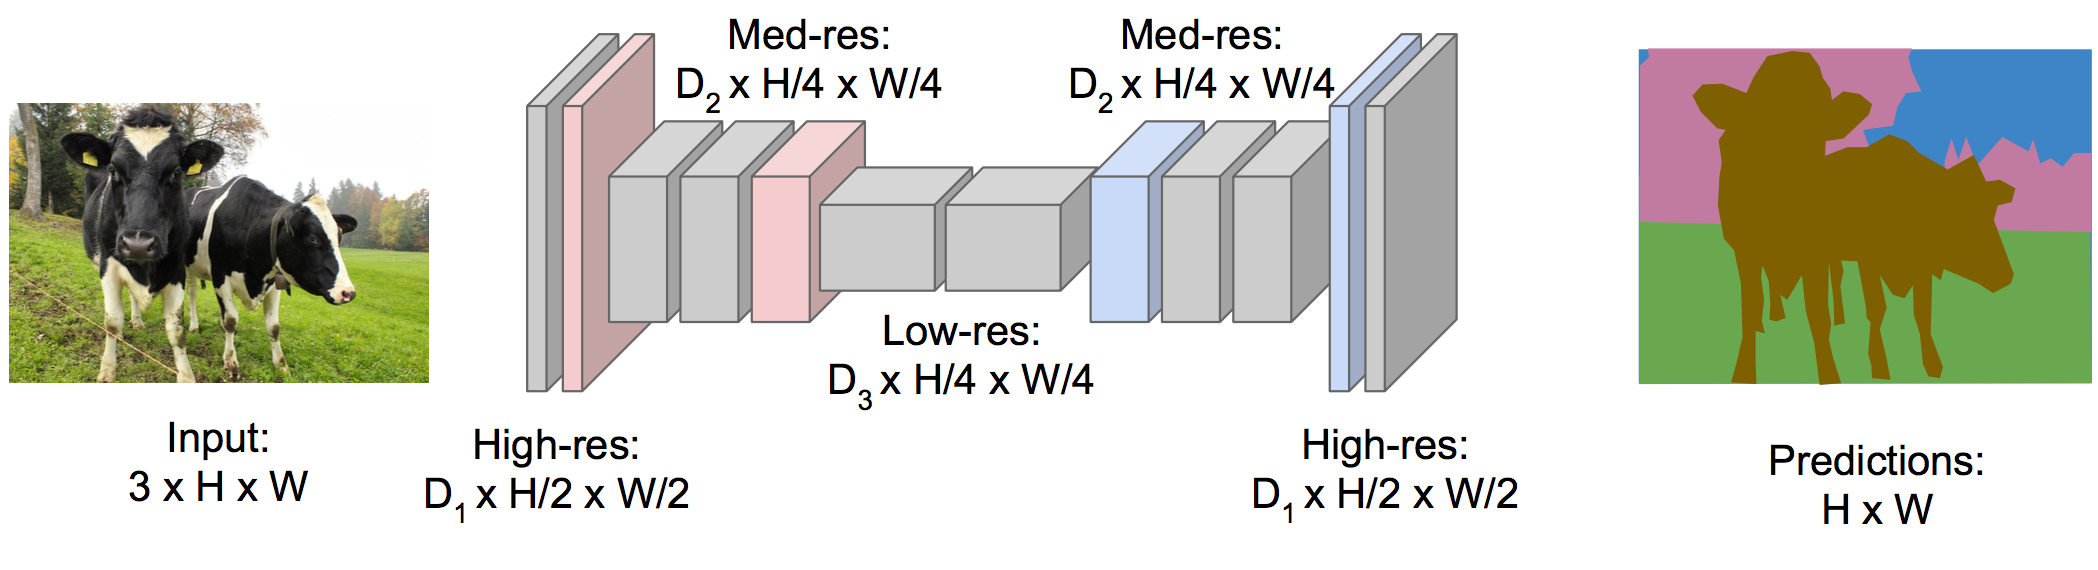 Med-res:
D₂ x H/4 x W/4
Med-res:
D₂ x H/4 x W/4
Low-res:
D₃ x H/4 x W/4
Input:
3 x H x W
High-res:
D₁ x H/2 x W/2
High-res:
D₁ x H/2 x W/2
Predictions:
H x W